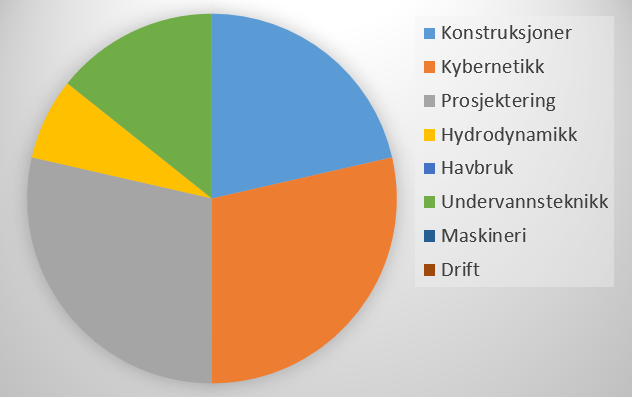 Konstruksjoner
Kybernetikk
Prosjektering
Hydrodynamikk
Havbruk
Undervannsteknikk
Maskineri
Drift